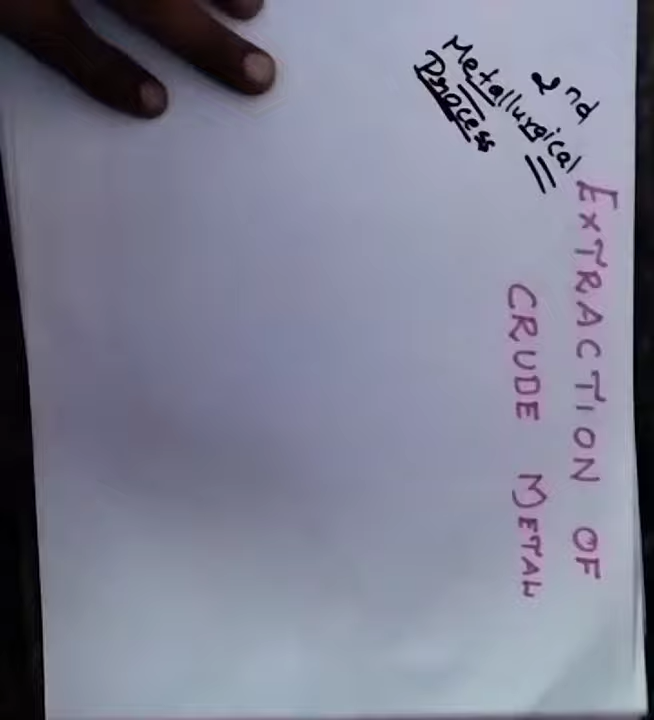 2nd
Metallurgical
Process
EXTRACTION OF
CRUDE METAL